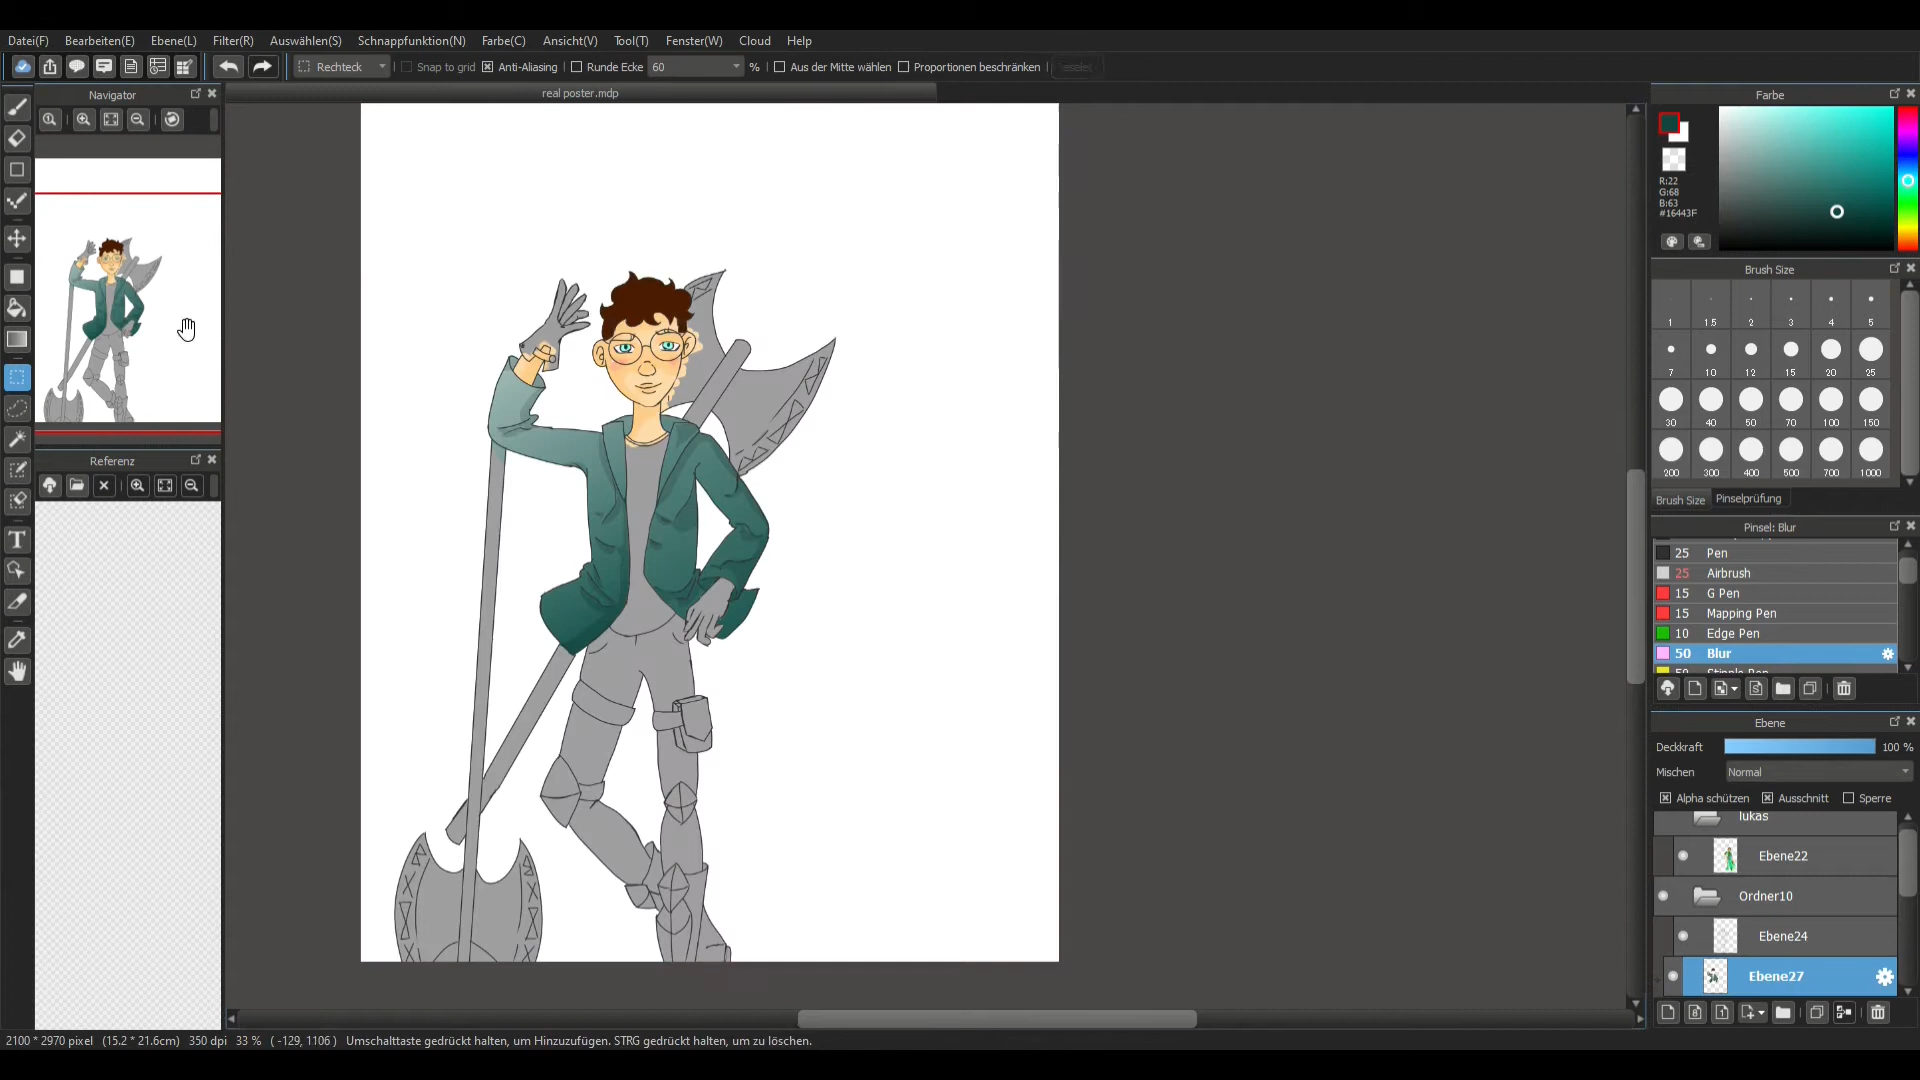 Datei(F) Bearbeiten(E) Ebene(L) Filter(R) Auswählen(S) Schnappfunktion(N) Farbe(C) Ansicht(V) Tool(T) Fenster(W) Cloud Help
Rechteck Snap to grid Anti-Aliasing Runde Ecke 60 % Aus der Mitte wählen Proportionen beschränken
Navigator
real poster.mdp
Farbe
R:22
G:68
B:63
#16443F
Brush Size
1 1.5 2 3 4 5
7 10 12 15 20 25
30 40 50 70 100 150
200 300 400 500 700 1000
Brush Size Pinselprüfung
Referenz
Pinsel: Blur
25 Pen
25 Airbrush
15 G Pen
15 Mapping Pen
10 Edge Pen
50 Blur
Ebene
Deckkraft 100 %
Mischen Normal
Alpha schützen Ausschnitt Sperre
lukas
Ebene22
Ordner10
Ebene24
Ebene27
2100 * 2970 pixel (15.2 * 21.6cm) 350 dpi 33 % ( -129, 1106 ) Umschalttaste gedrückt halten, um Hinzuzufügen. STRG gedrückt halten, um zu löschen.